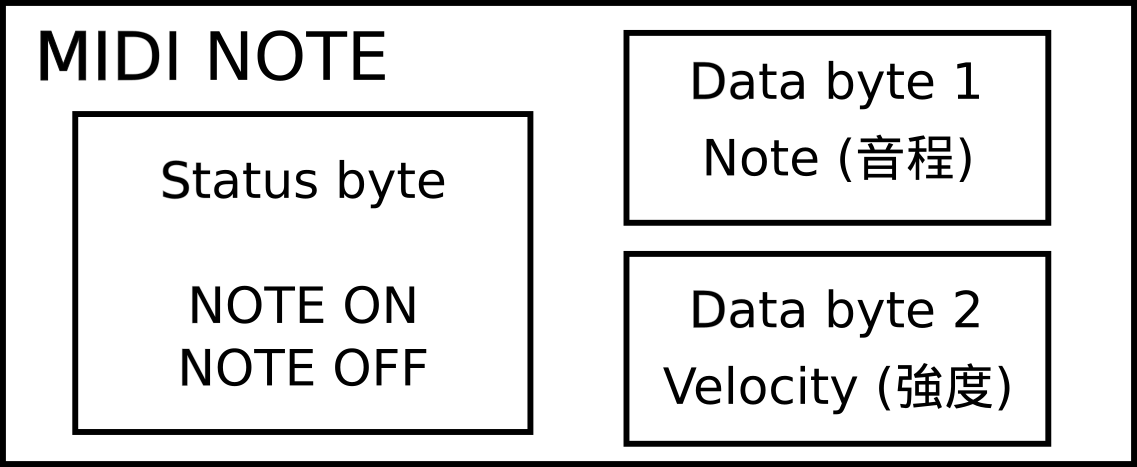 MIDI NOTE
Status byte
NOTE ON
NOTE OFF
Data byte 1
Note (音程)
Data byte 2
Velocity (強度)